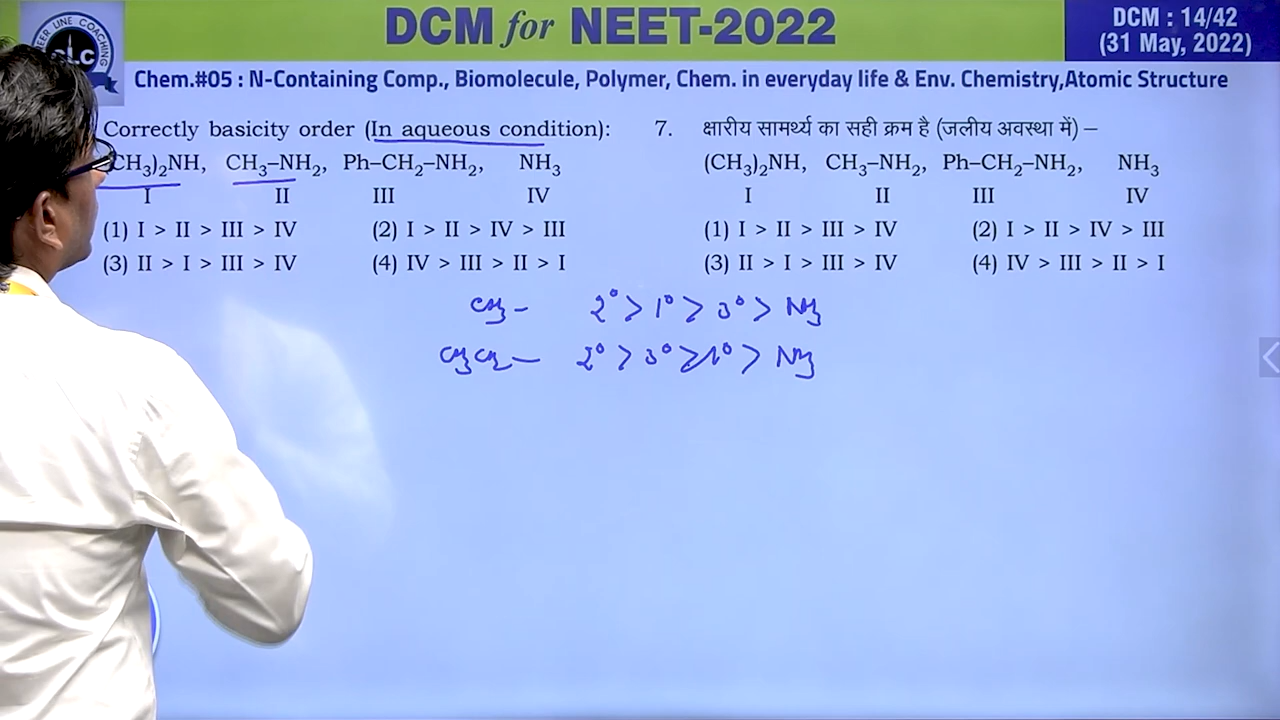 DCM for NEET-2022
DCM : 14/42
(31 May, 2022)
Chem.#05 : N-Containing Comp., Biomolecule, Polymer, Chem. in everyday life & Env. Chemistry,Atomic Structure
Correctly basicity order (In aqueous condition):
CH₃)₂NH, CH₃–NH₂, Ph–CH₂–NH₂, NH₃
I II III IV
(1) I > II > III > IV (2) I > II > IV > III
(3) II > I > III > IV (4) IV > III > II > I
7. क्षारीय सामर्थ्य का सही क्रम है (जलीय अवस्था में) –
(CH₃)₂NH, CH₃–NH₂, Ph–CH₂–NH₂, NH₃
I II III IV
(1) I > II > III > IV (2) I > II > IV > III
(3) II > I > III > IV (4) IV > III > II > I
CH₃– 2° > 1° > 3° > NH₃
CH₃CH₂– 2° > 3° > 1° > NH₃